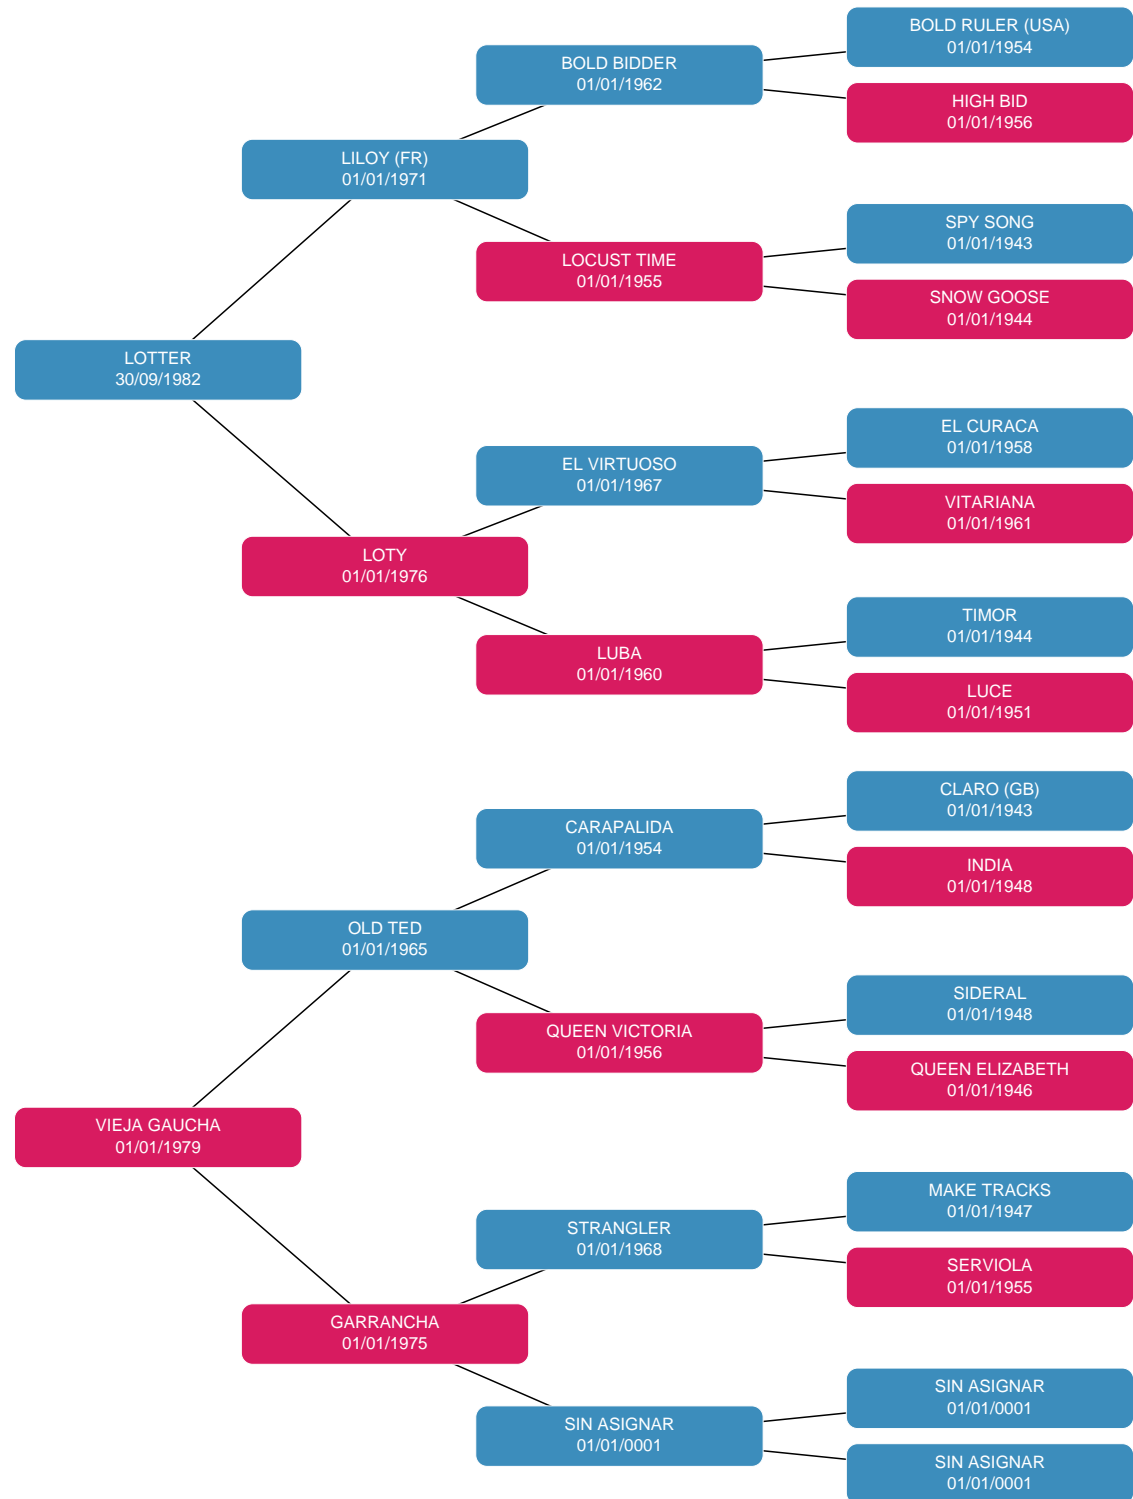 BOLD RULER (USA)
01/01/1954
BOLD BIDDER
01/01/1962
HIGH BID
01/01/1956
LILOY (FR)
01/01/1971
SPY SONG
01/01/1943
LOCUST TIME
01/01/1955
SNOW GOOSE
01/01/1944
LOTTER
30/09/1982
EL CURACA
01/01/1958
EL VIRTUOSO
01/01/1967
VITARIANA
01/01/1961
LOTY
01/01/1976
TIMOR
01/01/1944
LUBA
01/01/1960
LUCE
01/01/1951
CLARO (GB)
01/01/1943
CARAPALIDA
01/01/1954
INDIA
01/01/1948
OLD TED
01/01/1965
SIDERAL
01/01/1948
QUEEN VICTORIA
01/01/1956
QUEEN ELIZABETH
01/01/1946
VIEJA GAUCHA
01/01/1979
MAKE TRACKS
01/01/1947
STRANGLER
01/01/1968
SERVIOLA
01/01/1955
GARRANCHA
01/01/1975
SIN ASIGNAR
01/01/0001
SIN ASIGNAR
01/01/0001
SIN ASIGNAR
01/01/0001